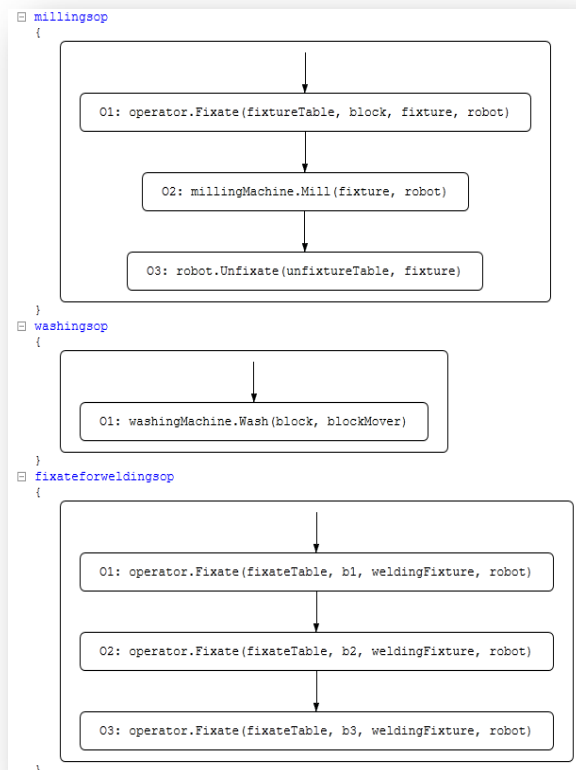 millingsop
{
O1: operator.Fixate(fixtureTable, block, fixture, robot)
O2: millingMachine.Mill(fixture, robot)
O3: robot.Unfixate(unfixtureTable, fixture)
}
washingsop
{
O1: washingMachine.Wash(block, blockMover)
}
fixateforweldingsop
{
O1: operator.Fixate(fixateTable, b1, weldingFixture, robot)
O2: operator.Fixate(fixateTable, b2, weldingFixture, robot)
O3: operator.Fixate(fixateTable, b3, weldingFixture, robot)
}